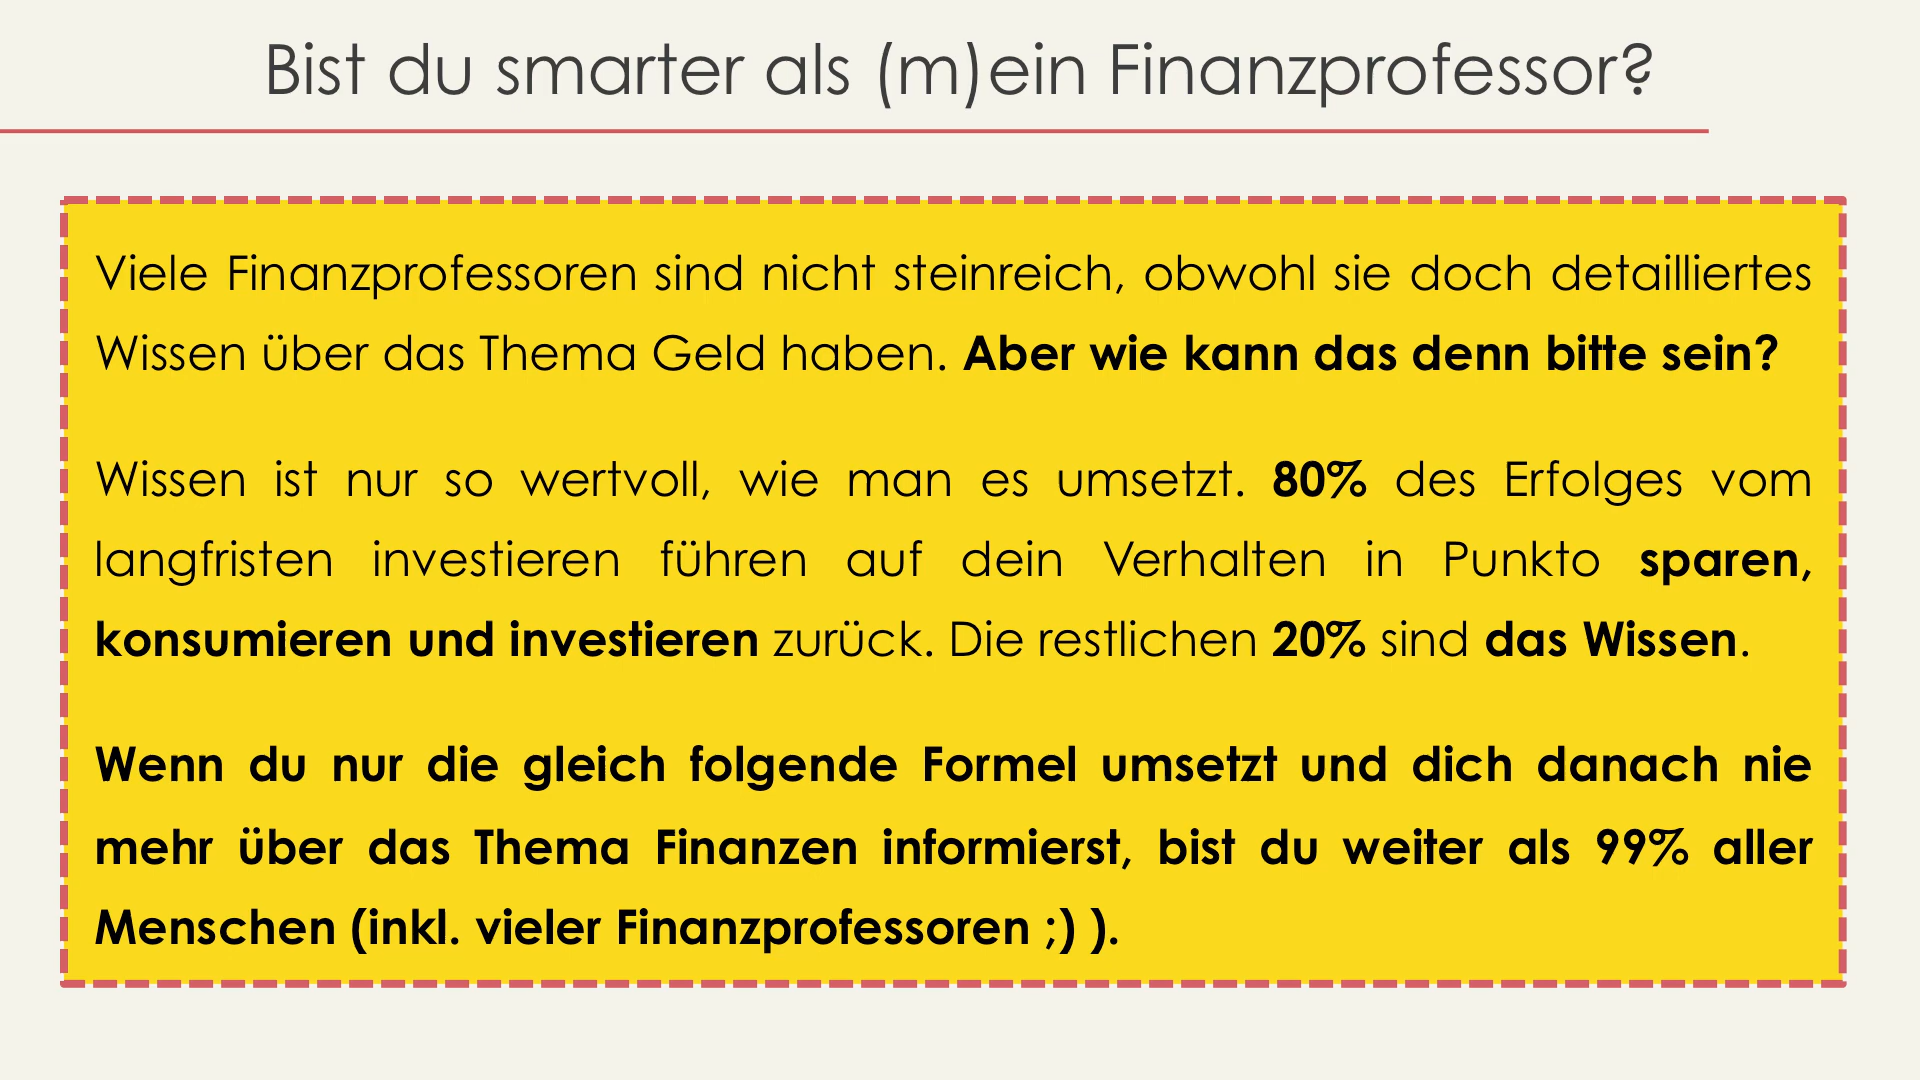 Bist du smarter als (m)ein Finanzprofessor?
Viele Finanzprofessoren sind nicht steinreich, obwohl sie doch detailliertes
Wissen über das Thema Geld haben. Aber wie kann das denn bitte sein?
Wissen ist nur so wertvoll, wie man es umsetzt. 80% des Erfolges vom
langfristen investieren führen auf dein Verhalten in Punkto sparen,
konsumieren und investieren zurück. Die restlichen 20% sind das Wissen.
Wenn du nur die gleich folgende Formel umsetzt und dich danach nie
mehr über das Thema Finanzen informierst, bist du weiter als 99% aller
Menschen (inkl. vieler Finanzprofessoren ;) ).